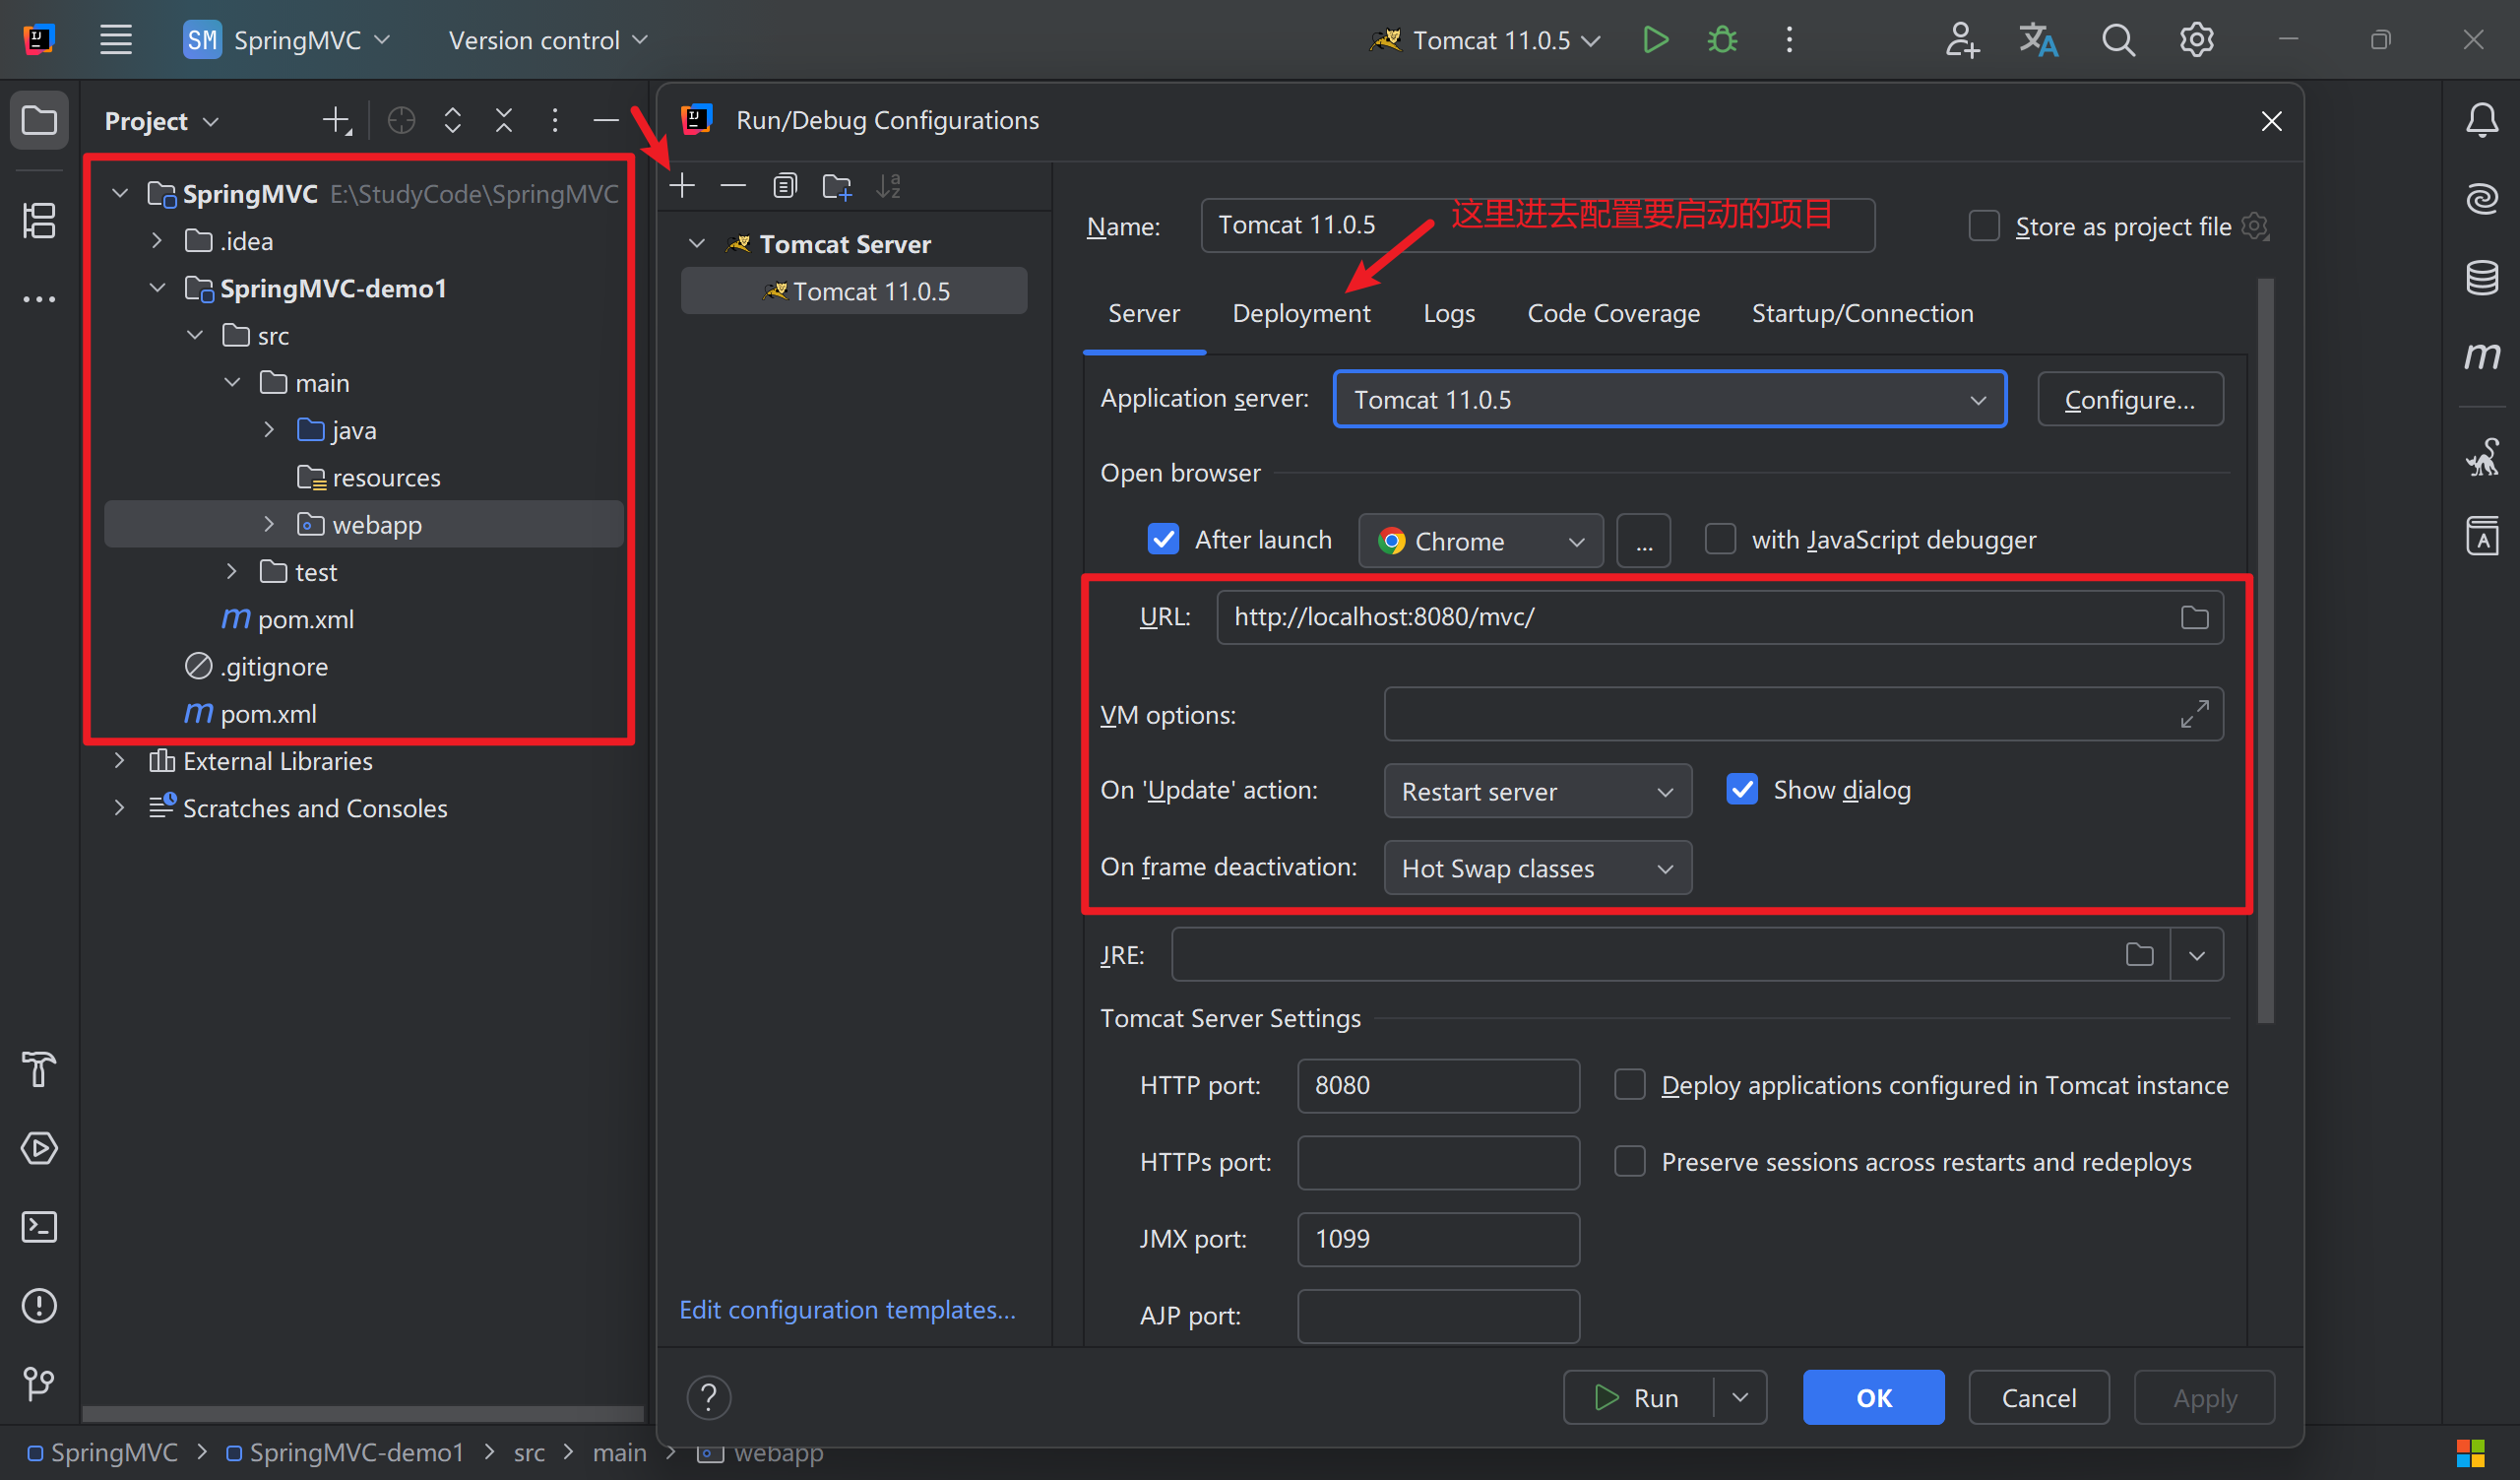 SM SpringMVC Version control Tomcat 11.0.5
Project
SpringMVC E:\StudyCode\SpringMVC
.idea
SpringMVC-demo1
src
main
java
resources
webapp
test
m pom.xml
.gitignore
m pom.xml
External Libraries
Scratches and Consoles
Run/Debug Configurations
Tomcat Server
Tomcat 11.0.5
Edit configuration templates...
Name: Tomcat 11.0.5
这里进去配置要启动的项目
Store as project file
Server Deployment Logs Code Coverage Startup/Connection
Application server: Tomcat 11.0.5 Configure...
Open browser
After launch Chrome ... with JavaScript debugger
URL: http://localhost:8080/mvc/
VM options:
On 'Update' action: Restart server Show dialog
On frame deactivation: Hot Swap classes
JRE:
Tomcat Server Settings
HTTP port: 8080 Deploy applications configured in Tomcat instance
HTTPs port: Preserve sessions across restarts and redeploys
JMX port: 1099
AJP port:
? Run OK Cancel Apply
SpringMVC > SpringMVC-demo1 > src > main > webapp